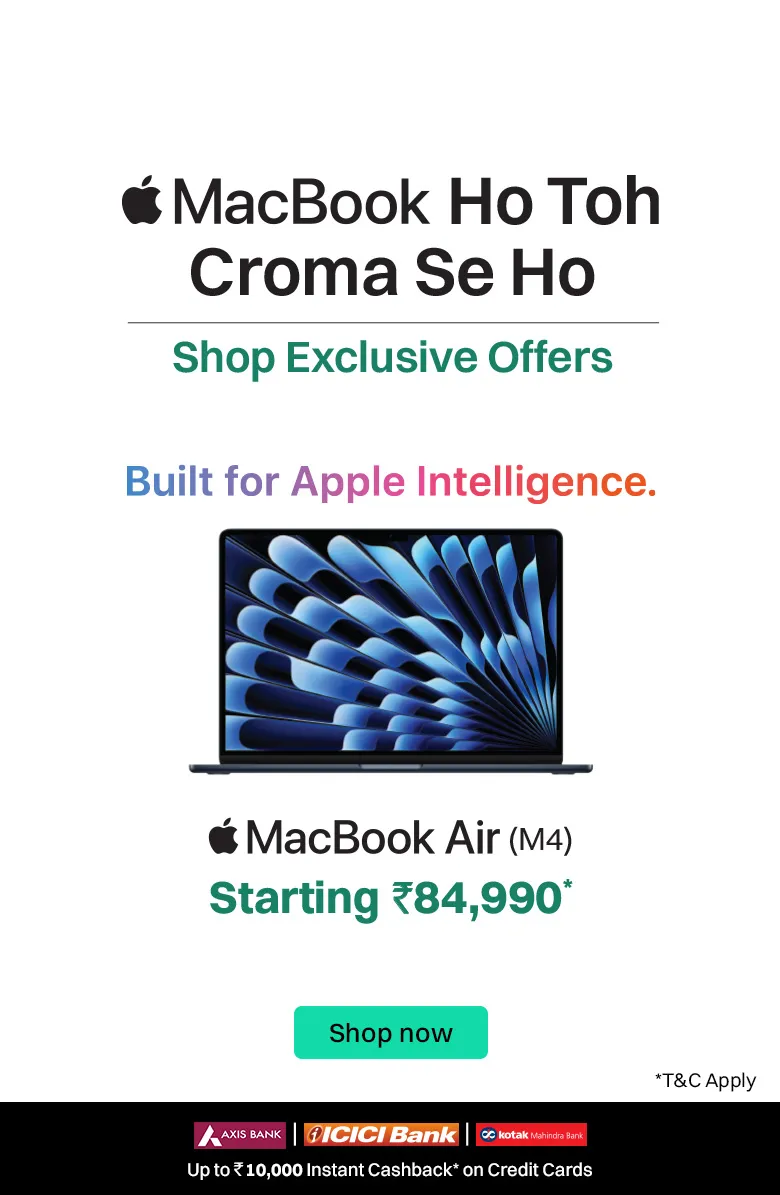 MacBook Ho Toh
Croma Se Ho
Shop Exclusive Offers
Built for Apple Intelligence.
MacBook Air (M4)
Starting ₹84,990*
Shop now
*T&C Apply
AXIS BANK | ICICI Bank | kotak Mahindra Bank
Up to ₹10,000 Instant Cashback* on Credit Cards